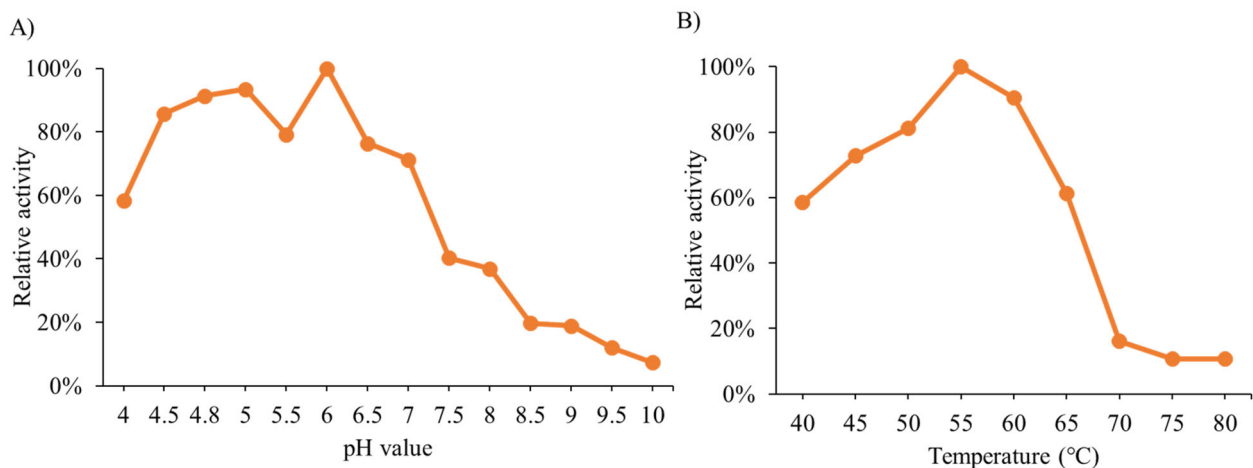 A)
100%
80%
60%
40%
20%
0%
Relative activity
4 4.5 4.8 5 5.5 6 6.5 7 7.5 8 8.5 9 9.5 10
pH value
B)
100%
80%
60%
40%
20%
0%
Relative activity
40 45 50 55 60 65 70 75 80
Temperature (°C)